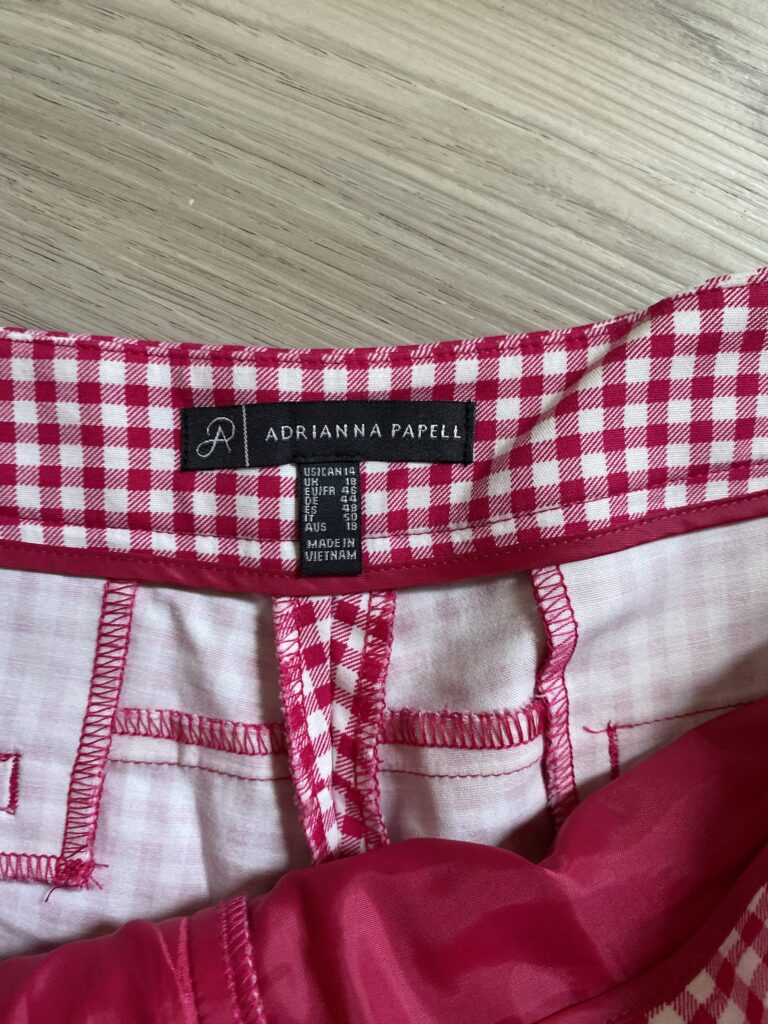 ADRIANNA PAPELL
US/CAN 14
UK 18
EU/FR 46
DE 44
ES 48
IT 50
AUS 18
MADE IN
VIETNAM